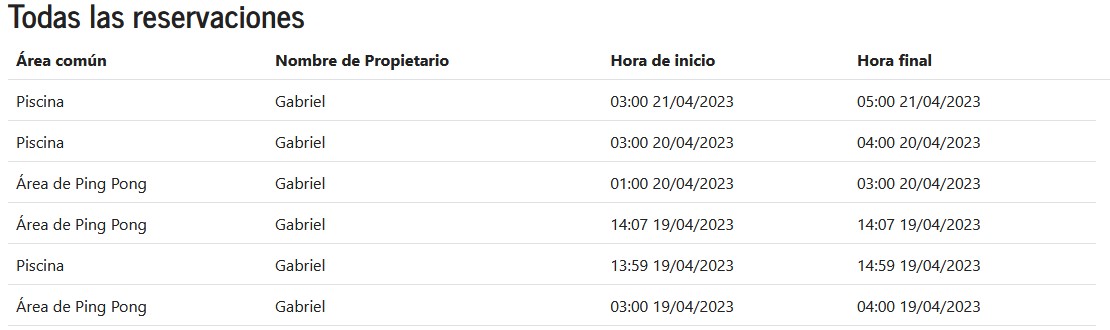 Todas las reservaciones
Área común Nombre de Propietario Hora de inicio Hora final
Piscina Gabriel 03:00 21/04/2023 05:00 21/04/2023
Piscina Gabriel 03:00 20/04/2023 04:00 20/04/2023
Área de Ping Pong Gabriel 01:00 20/04/2023 03:00 20/04/2023
Área de Ping Pong Gabriel 14:07 19/04/2023 14:07 19/04/2023
Piscina Gabriel 13:59 19/04/2023 14:59 19/04/2023
Área de Ping Pong Gabriel 03:00 19/04/2023 04:00 19/04/2023